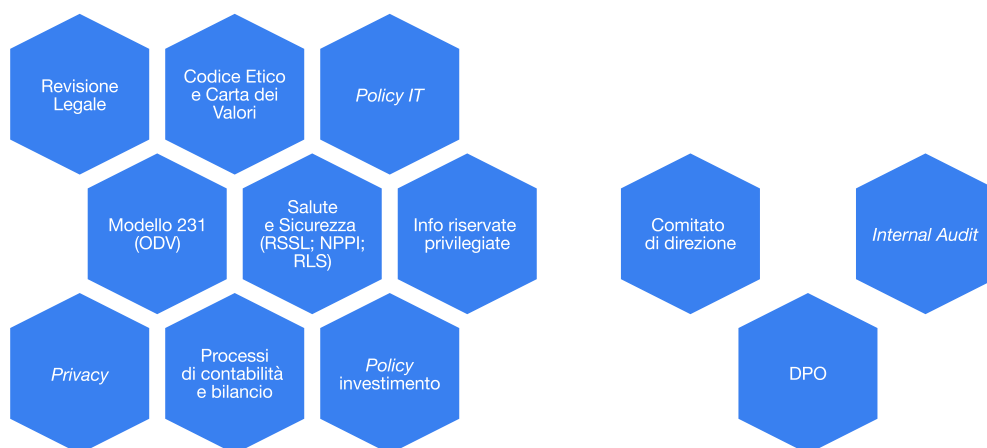 Revisione
Legale
Codice Etico
e Carta dei
Valori
Policy IT
Modello 231
(ODV)
Salute
e Sicurezza
(RSSL; NPPI;
RLS)
Info riservate
privilegiate
Comitato
di direzione
Internal Audit
Privacy
Processi
di contabilità
e bilancio
Policy
investimento
DPO